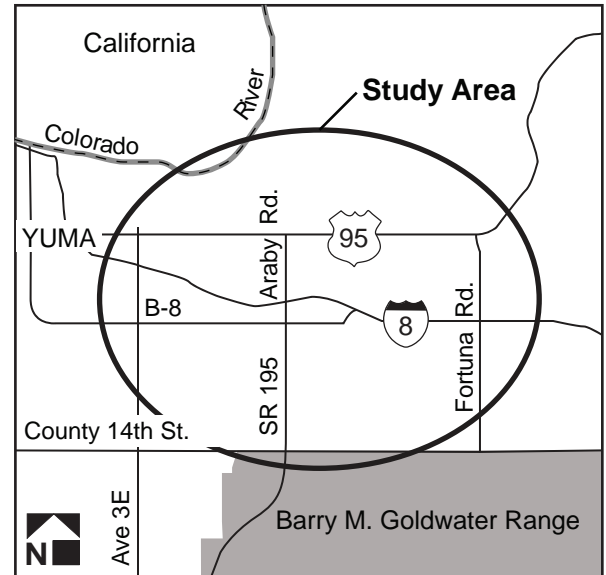 California
Study Area
River
Colorado
YUMA
Araby Rd.
95
B-8
8
Fortuna Rd.
SR 195
County 14th St.
Ave 3E
Barry M. Goldwater Range
N